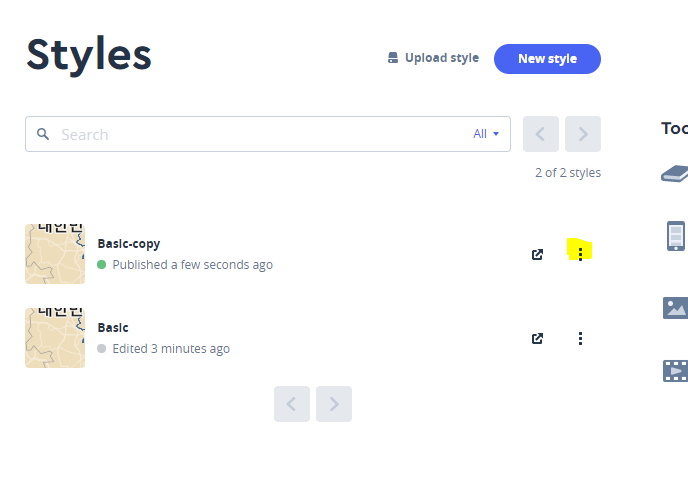 Styles
Upload style
New style
Search
All
2 of 2 styles
Basic-copy
Published a few seconds ago
Basic
Edited 3 minutes ago